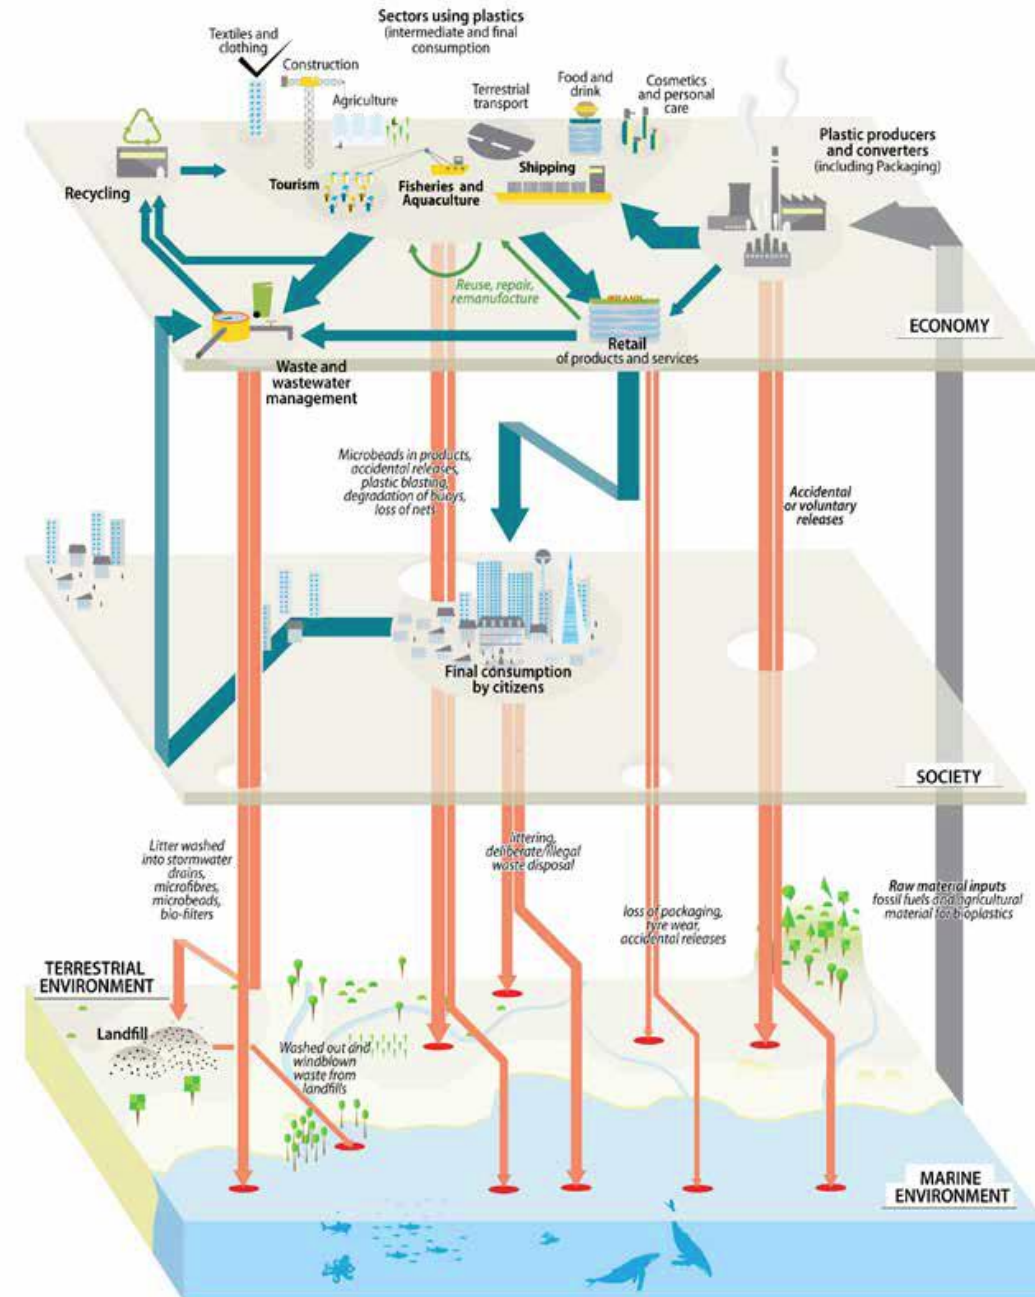 Sectors using plastics
(intermediate and final
consumption
Textiles and
clothing
Construction
Agriculture
Terrestrial
transport
Food and
drink
Cosmetics
and personal
care
Plastic producers
and converters
(including Packaging)
Recycling
Tourism
Fisheries and
Aquaculture
Shipping
Reuse, repair,
remanufacture
Retail
of products and services
ECONOMY
Waste and
wastewater
management
Microbeads in products,
accidental releases,
plastic blasting,
degradation of buoys,
loss of nets
Accidental
or voluntary
releases
Final consumption
by citizens
SOCIETY
Litter washed
into stormwater
drains,
microfibres,
microbeads,
bio-filters
littering,
deliberate/illegal
waste disposal
loss of packaging,
tyre wear,
accidental releases
Raw material inputs
fossil fuels and agricultural
material for bioplastics
TERRESTRIAL
ENVIRONMENT
Landfill
Washed out and
windblown
waste from
landfills
MARINE
ENVIRONMENT